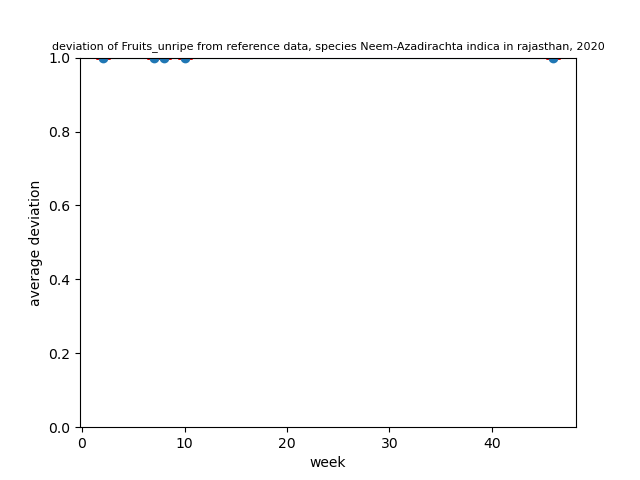 deviation of Fruits_unripe from reference data, species Neem-Azadirachta indica in rajasthan, 2020
1.0
0.8
0.6
0.4
0.2
0.0
average deviation
0 10 20 30 40
week